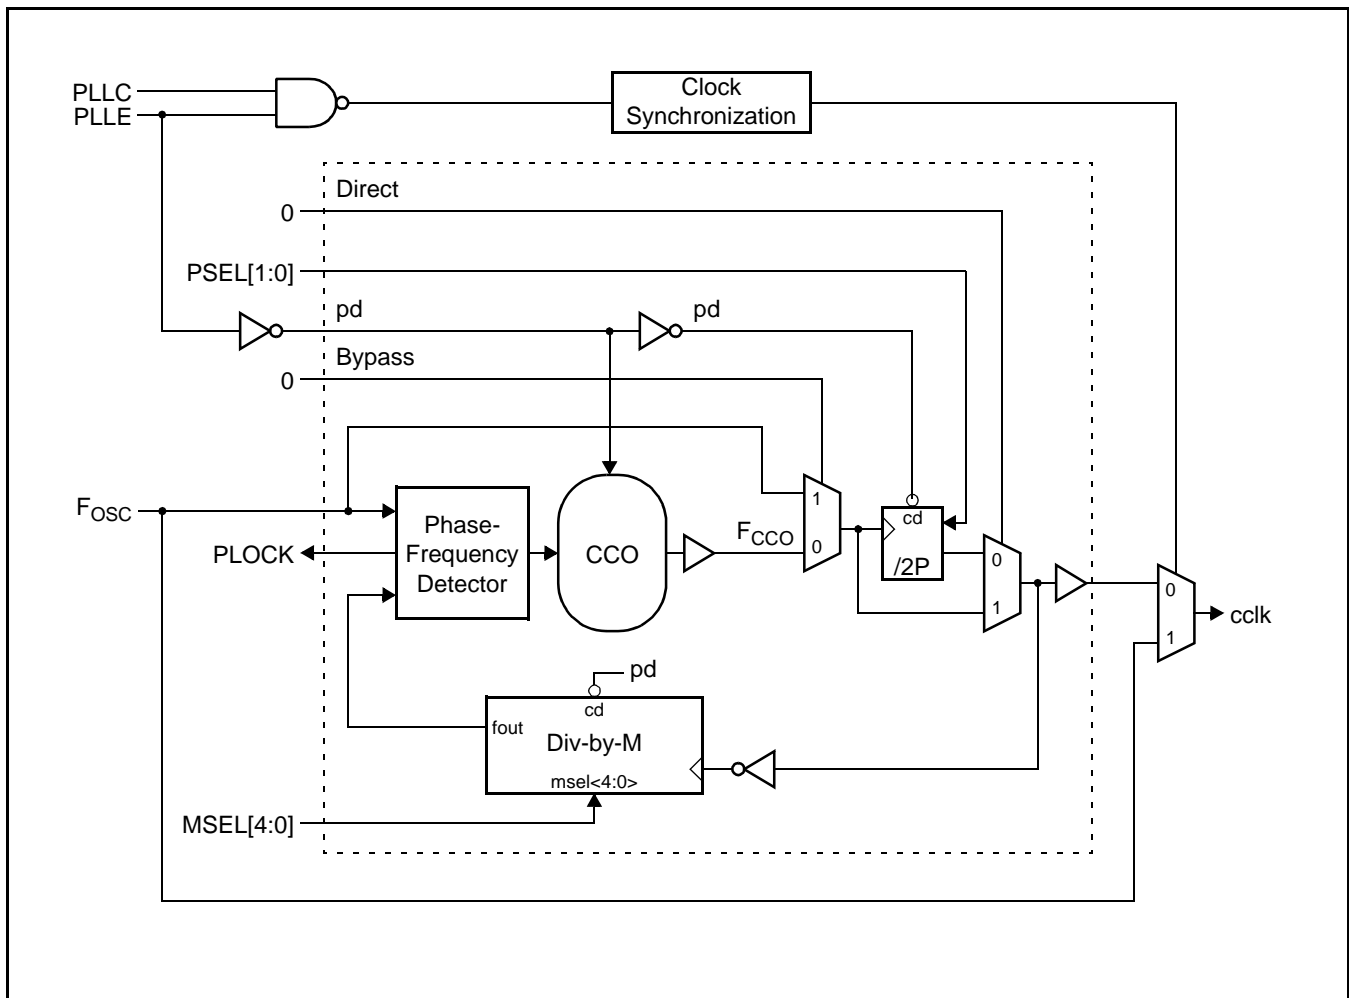 PLLC
PLLE
Clock
Synchronization
Direct
0
PSEL[1:0]
pd
pd
Bypass
0
FOSC
PLOCK
Phase-
Frequency
Detector
CCO
FCCO
1
0
cd
/2P
0
1
0
1
cclk
pd
cd
fout
Div-by-M
msel<4:0>
MSEL[4:0]